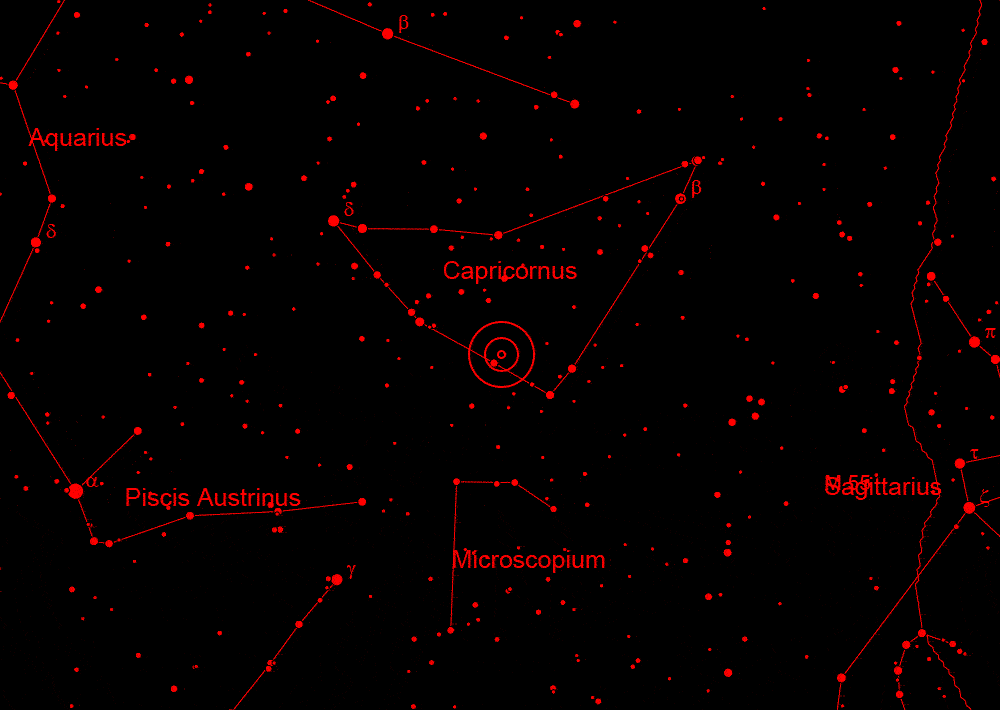 β
Aquarius
β
δ
δ
Capricornus
π
τ
α
M 55
Sagittarius
ζ
Piscis Austrinus
Microscopium
γ